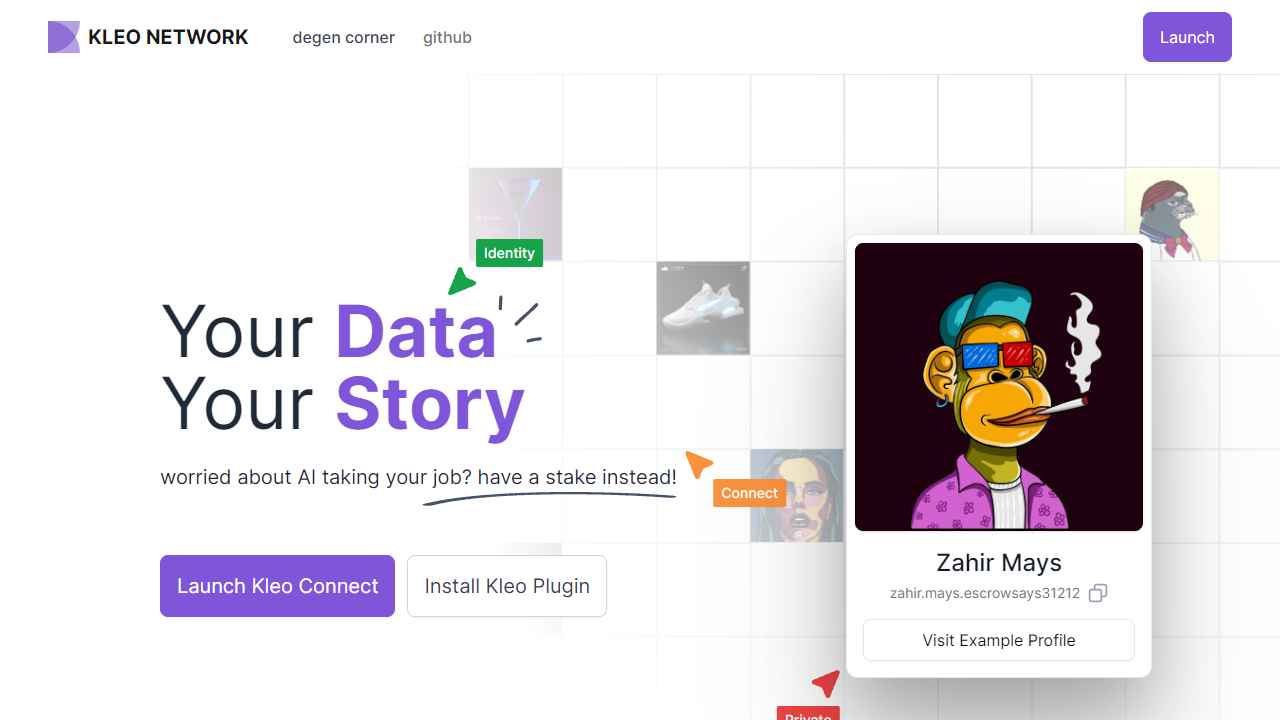 KLEO NETWORK
degen corner
github
Launch
Identity
Your Data
Your Story
worried about AI taking your job? have a stake instead!
Connect
Launch Kleo Connect
Install Kleo Plugin
Zahir Mays
zahir.mays.escrowsays31212
Visit Example Profile
Private